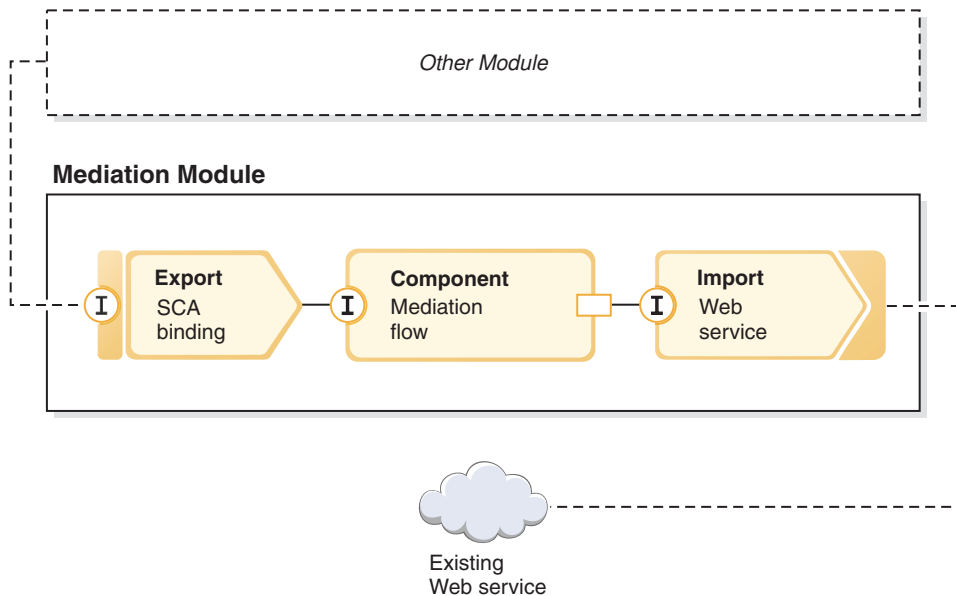 Other Module
Mediation Module
Export
SCA
binding
Component
Mediation
flow
Import
Web
service
I
I
I
Existing
Web service